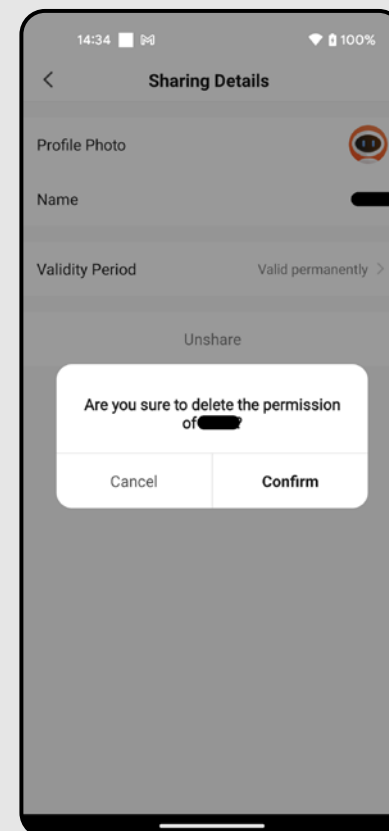 14:34
100%
Sharing Details
Profile Photo
Name
Validity Period
Valid permanently
Unshare
Are you sure to delete the permission
of ?
Cancel
Confirm